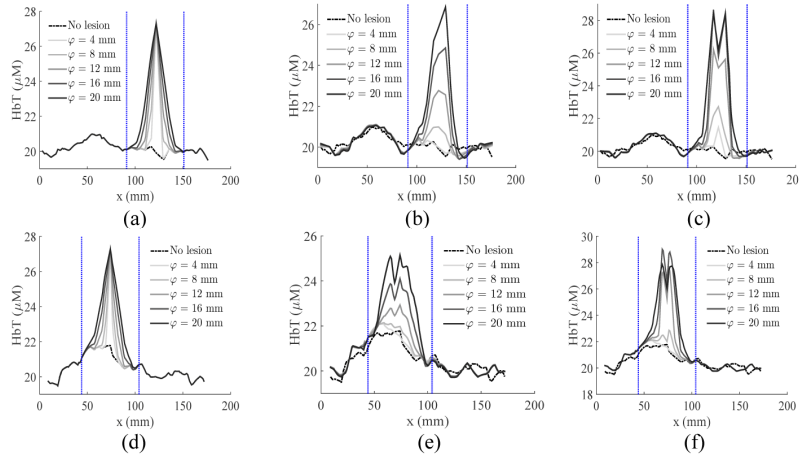 28
26
24
22
20
HbT (μM)
No lesion
φ = 4 mm
φ = 8 mm
φ = 12 mm
φ = 16 mm
φ = 20 mm
0 50 100 150 200
x (mm)
(a)
26
24
22
20
HbT (μM)
No lesion
φ = 4 mm
φ = 8 mm
φ = 12 mm
φ = 16 mm
φ = 20 mm
0 50 100 150 200
x (mm)
(b)
28
26
24
22
20
HbT (μM)
No lesion
φ = 4 mm
φ = 8 mm
φ = 12 mm
φ = 16 mm
φ = 20 mm
0 50 100 150 200
x (mm)
(c)
28
26
24
22
20
HbT (μM)
No lesion
φ = 4 mm
φ = 8 mm
φ = 12 mm
φ = 16 mm
φ = 20 mm
0 50 100 150 200
x (mm)
(d)
26
24
22
20
HbT (μM)
No lesion
φ = 4 mm
φ = 8 mm
φ = 12 mm
φ = 16 mm
φ = 20 mm
0 50 100 150 200
x (mm)
(e)
30
28
26
24
22
20
18
HbT (μM)
No lesion
φ = 4 mm
φ = 8 mm
φ = 12 mm
φ = 16 mm
φ = 20 mm
0 50 100 150 200
x (mm)
(f)